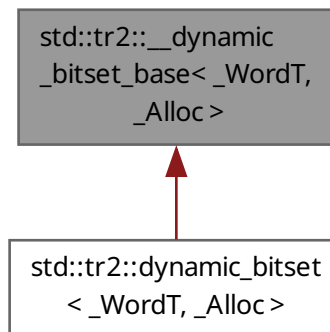 std::tr2::__dynamic
_bitset_base< _WordT,
_Alloc >
std::tr2::dynamic_bitset
< _WordT, _Alloc >